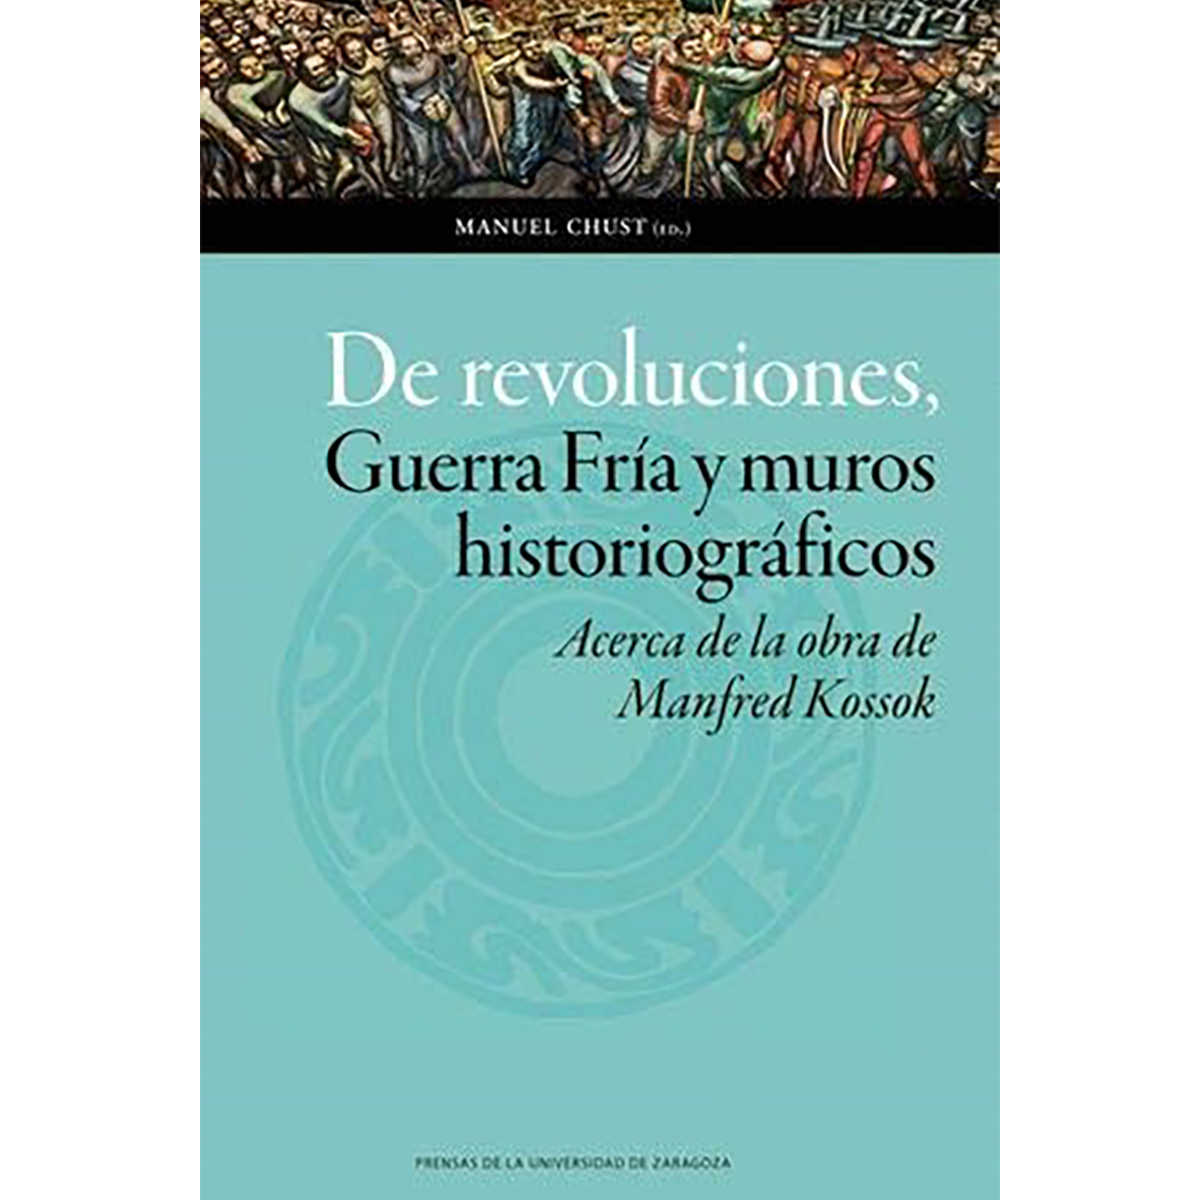 MANUEL CHUST (ED.)
De revoluciones,
Guerra Fría y muros
historiográficos
Acerca de la obra de
Manfred Kossok
PRENSAS DE LA UNIVERSIDAD DE ZARAGOZA